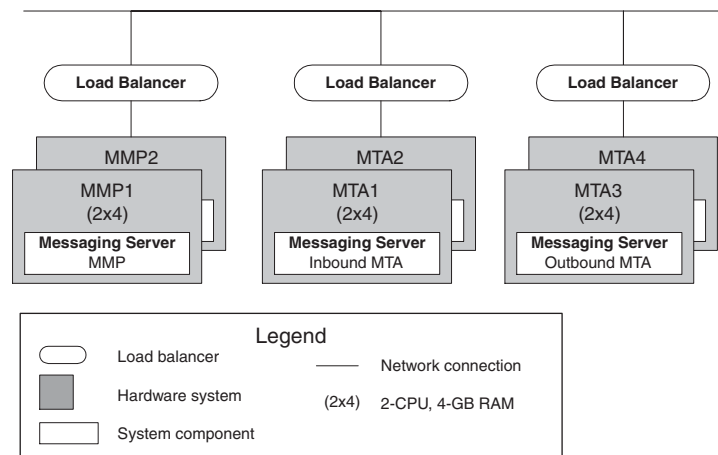 Load Balancer
Load Balancer
Load Balancer
MMP2
MTA2
MTA4
MMP1
(2x4)
Messaging Server
MMP
MTA1
(2x4)
Messaging Server
Inbound MTA
MTA3
(2x4)
Messaging Server
Outbound MTA
Legend
Load balancer
Hardware system
System component
Network connection
(2x4) 2-CPU, 4-GB RAM